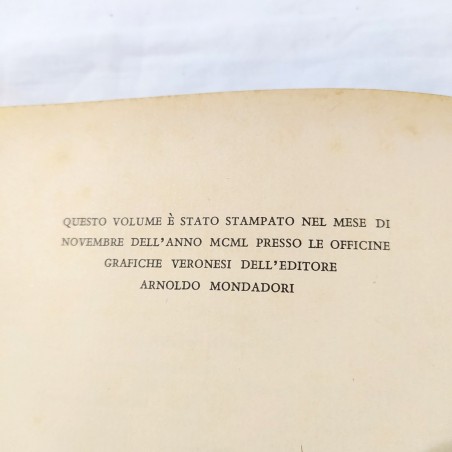 QUESTO VOLUME È STATO STAMPATO NEL MESE DI
NOVEMBRE DELL'ANNO MCML PRESSO LE OFFICINE
GRAFICHE VERONESI DELL'EDITORE
ARNOLDO MONDADORI